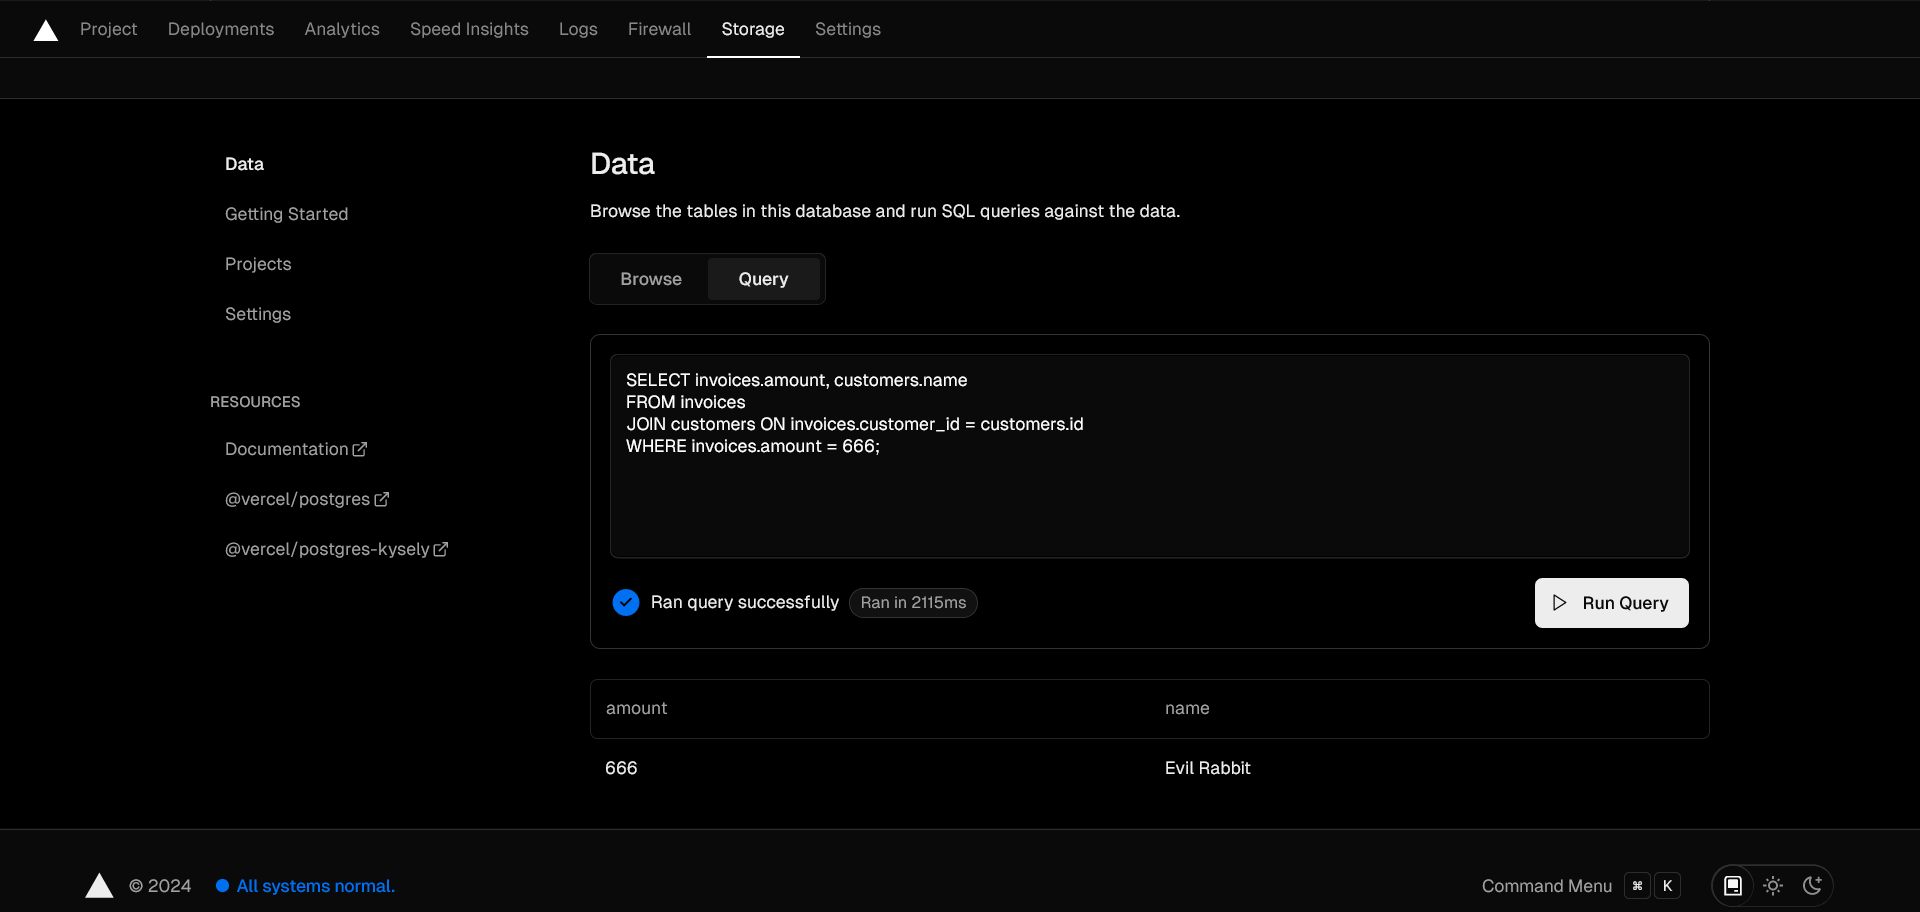 Project Deployments Analytics Speed Insights Logs Firewall Storage Settings
Data
Getting Started
Projects
Settings
RESOURCES
Documentation
@vercel/postgres
@vercel/postgres-kysely
Data
Browse the tables in this database and run SQL queries against the data.
Browse Query
SELECT invoices.amount, customers.name
FROM invoices
JOIN customers ON invoices.customer_id = customers.id
WHERE invoices.amount = 666;
Ran query successfully Ran in 2115ms Run Query
amount name
666 Evil Rabbit
© 2024 All systems normal. Command Menu ⌘ K